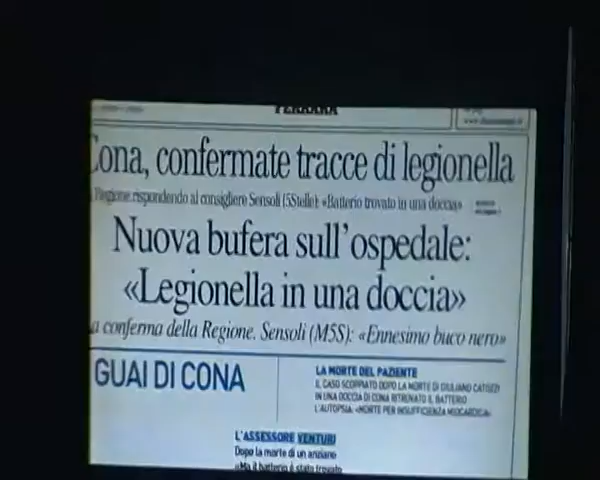 FERRARA
Cona, confermate tracce di legionella
Regione rispondendo al consigliere Sensoli (5Stelle): «Batterio trovato in una doccia»
Nuova bufera sull'ospedale:
«Legionella in una doccia»
a conferma della Regione. Sensoli (M5S): «Ennesimo buco nero»
GUAI DI CONA
LA MORTE DEL PAZIENTE
IL CASO SCOPPIATO DOPO LA MORTE DI GIULIANO
IN UNA DOCCIA DI CONA RITROVATO IL BATTERIO
L'AUTOPSIA: «MORTE PER INSUFFICIENZA MIOCARDICA»
L'ASSESSORE VENTURI
Dopo la morte di un anziano
«Ma il batterio è stato trovato